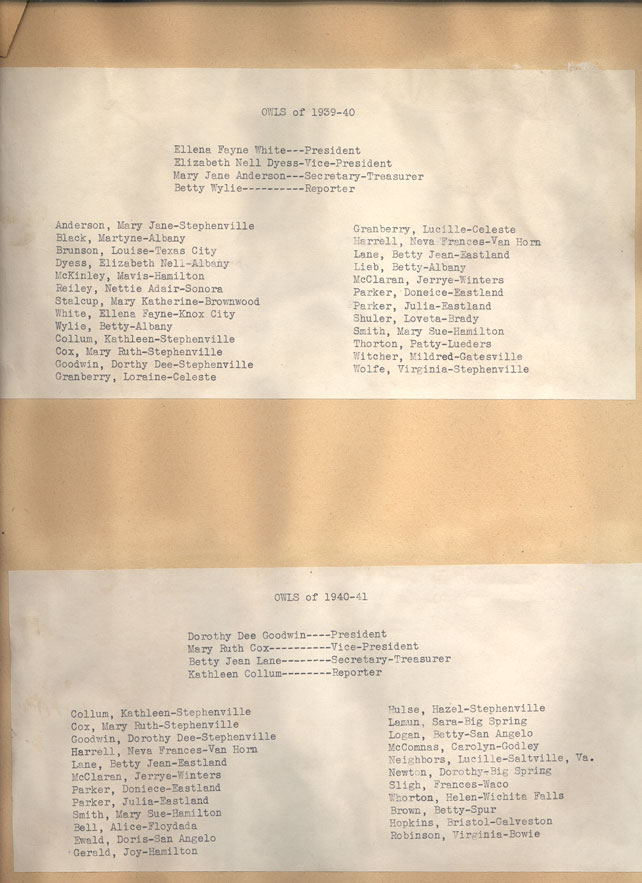 OWLS of 1939-40
Ellena Fayne White---President
Elizabeth Nell Dyess-Vice-President
Mary Jane Anderson---Secretary-Treasurer
Betty Wylie----------Reporter
Anderson, Mary Jane-Stephenville
Black, Martyne-Albany
Brunson, Louise-Texas City
Dyess, Elizabeth Nell-Albany
McKinley, Mavis-Hamilton
Reiley, Nettie Adair-Sonora
Stalcup, Mary Katherine-Brownwood
White, Ellena Fayne-Knox City
Wylie, Betty-Albany
Collum, Kathleen-Stephenville
Cox, Mary Ruth-Stephenville
Goodwin, Dorthy Dee-Stephenville
Granberry, Loraine-Celeste
Granberry, Lucille-Celeste
Harrell, Neva Frances-Van Horn
Lane, Betty Jean-Eastland
Lieb, Betty-Albany
McClaran, Jerrye-Winters
Parker, Doneice-Eastland
Parker, Julia-Eastland
Shuler, Loveta-Brady
Smith, Mary Sue-Hamilton
Thorton, Patty-Lueders
Witcher, Mildred-Gatesville
Wolfe, Virginia-Stephenville
OWLS of 1940-41
Dorothy Dee Goodwin----President
Mary Ruth Cox----------Vice-President
Betty Jean Lane--------Secretary-Treasurer
Kathleen Collum--------Reporter
Collum, Kathleen-Stephenville
Cox, Mary Ruth-Stephenville
Goodwin, Dorothy Dee-Stephenville
Harrell, Neva Frances-Van Horn
Lane, Betty Jean-Eastland
McClaran, Jerrye-Winters
Parker, Doniece-Eastland
Parker, Julia-Eastland
Smith, Mary Sue-Hamilton
Bell, Alice-Floydada
Ewald, Doris-San Angelo
Gerald, Joy-Hamilton
Hulse, Hazel-Stephenville
Lamun, Sara-Big Spring
Logan, Betty-San Angelo
McComnas, Carolyn-Godley
Neighbors, Lucille-Saltville, Va.
Newton, Dorothy-Big Spring
Sligh, Frances-Waco
Whorton, Helen-Wichita Falls
Brown, Betty-Spur
Hopkins, Bristol-Galveston
Robinson, Virginia-Bowie